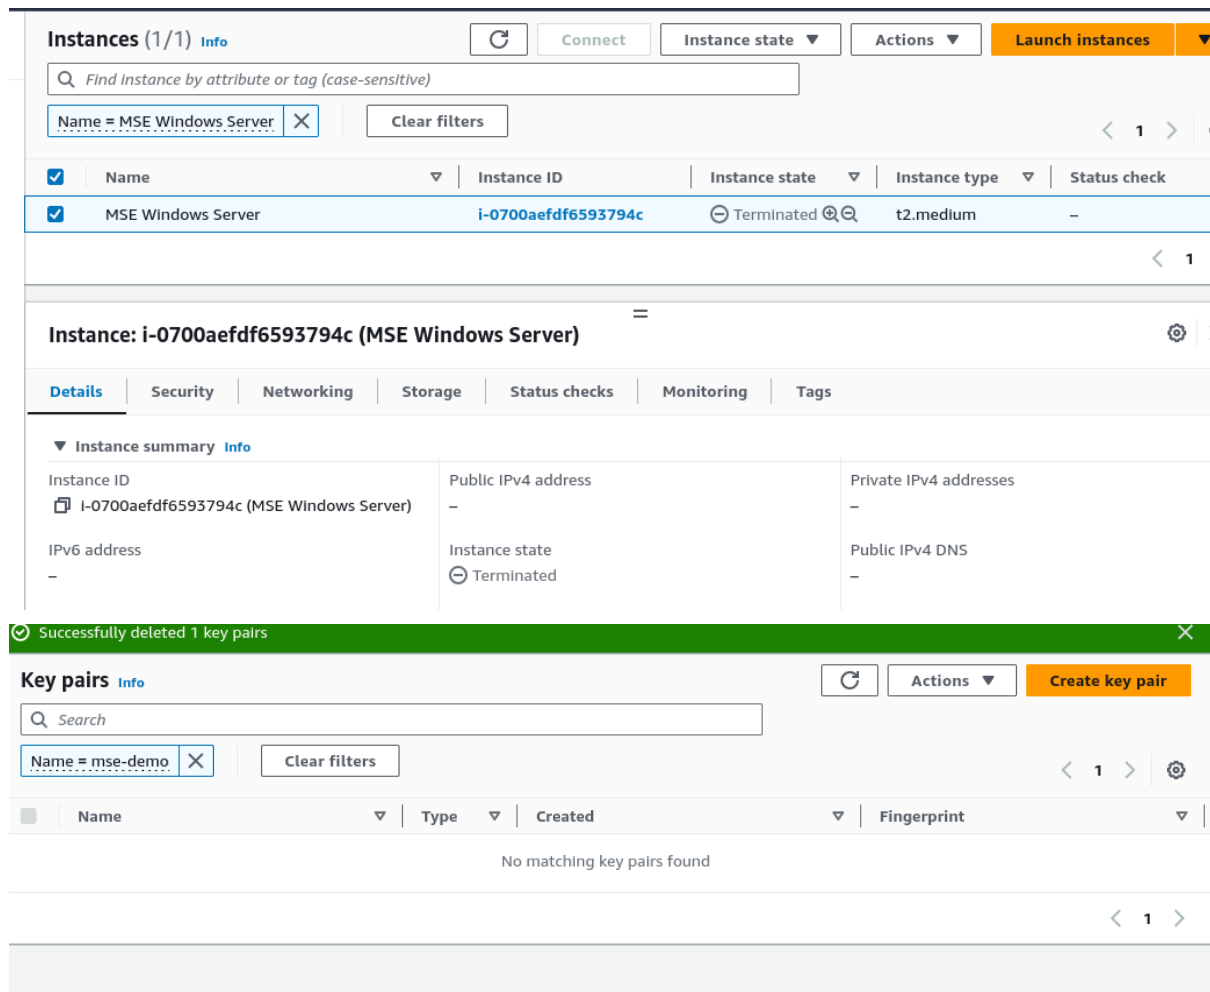 Instances (1/1) Info Connect Instance state Actions Launch instances
Find instance by attribute or tag (case-sensitive)
Name = MSE Windows Server Clear filters
1
Name Instance ID Instance state Instance type Status check
MSE Windows Server i-0700aefdf6593794c Terminated t2.medium –
1
Instance: i-0700aefdf6593794c (MSE Windows Server)
Details Security Networking Storage Status checks Monitoring Tags
Instance summary Info
Instance ID Public IPv4 address Private IPv4 addresses
i-0700aefdf6593794c (MSE Windows Server) – –
IPv6 address Instance state Public IPv4 DNS
– Terminated –
Successfully deleted 1 key pairs
Key pairs Info Actions Create key pair
Search
Name = mse-demo Clear filters 1
Name Type Created Fingerprint
No matching key pairs found
1